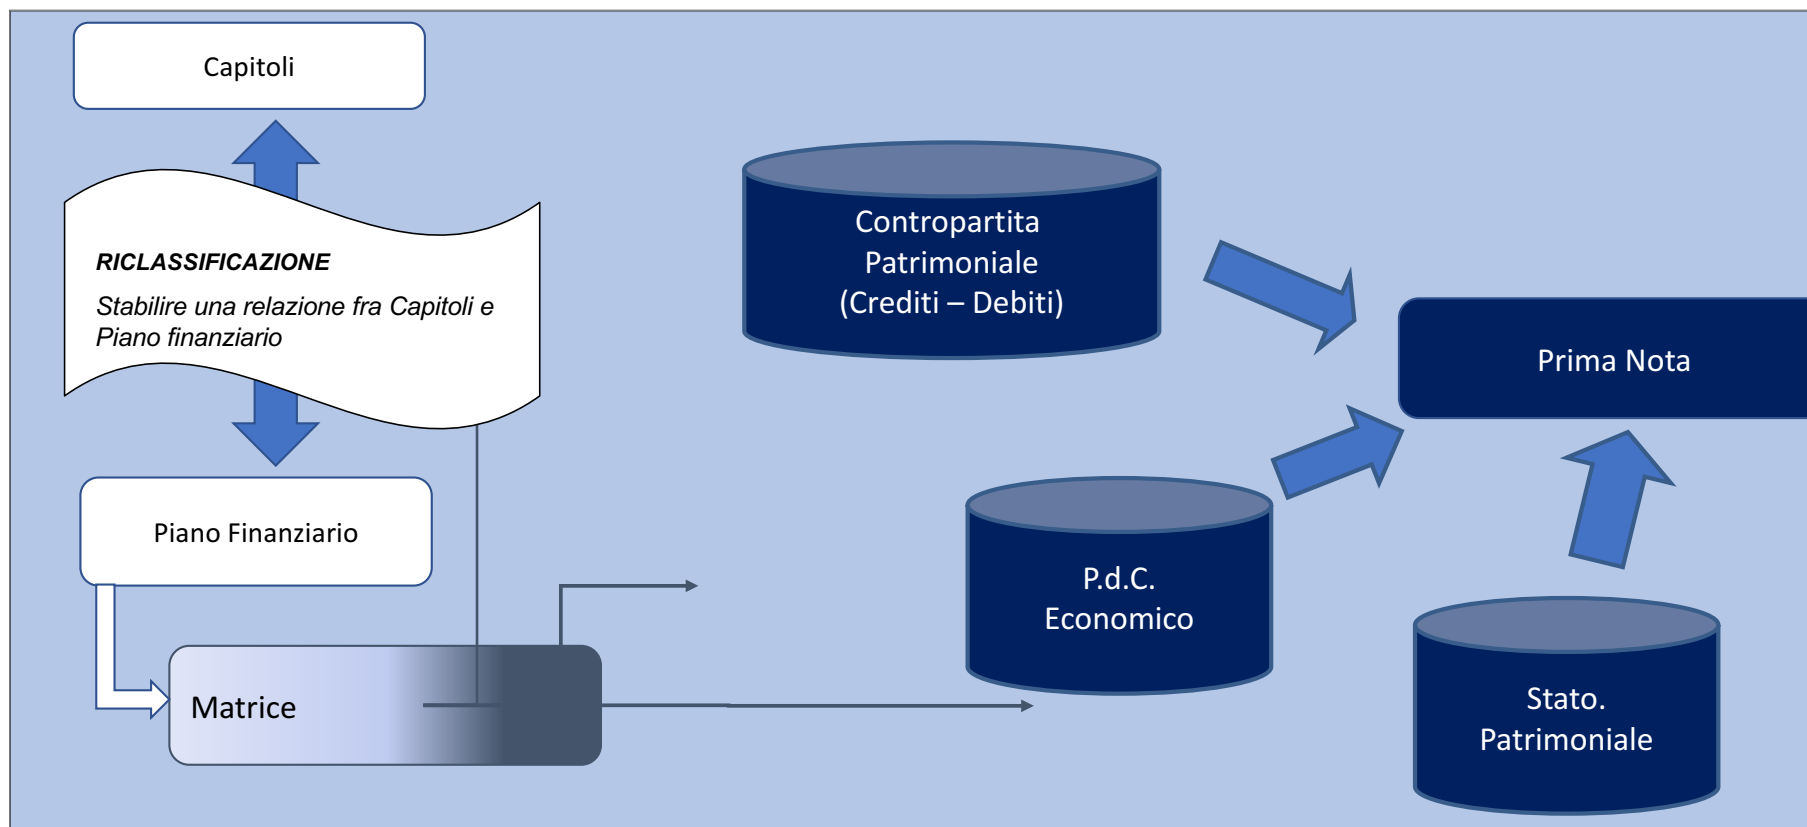 Capitoli
RICLASSIFICAZIONE
Stabilire una relazione fra Capitoli e
Piano finanziario
Piano Finanziario
Matrice
Contropartita
Patrimoniale
(Crediti – Debiti)
P.d.C.
Economico
Prima Nota
Stato.
Patrimoniale